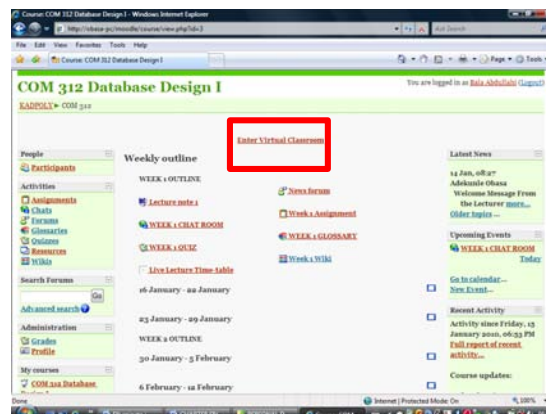 Course: COM 312 Database Design I - Windows Internet Explorer
File Edit View Favorites Tools Help
Course: COM 312 Database Design I
Page
Tools
COM 312 Database Design I
You are logged in as Bala Abdullahi (Logout)
KADPOLY ► COM 312
Enter Virtual Classroom
People
Participants
Activities
Assignments
Chats
Forums
Glossaries
Quizzes
Resources
Wikis
Search Forums
Go
Advanced search
Administration
Grades
Profile
My courses
COM 312 Database
Weekly outline
WEEK 1 OUTLINE
News forum
Lecture note 1
Week 1 Assignment
WEEK 1 CHAT ROOM
WEEK 1 GLOSSARY
WEEK 1 QUIZ
Week 1 Wiki
Live Lecture Time-table
16 January - 22 January
23 January - 29 January
WEEK 2 OUTLINE
30 January - 5 February
6 February - 12 February
Latest News
14 Jan, 08:27
Adekunle Obasa
Welcome Message From
the Lecturer more...
Older topics ...
Upcoming Events
WEEK 1 CHAT ROOM
Today
Go to calendar...
New Event...
Recent Activity
Activity since Friday, 15
January 2010, 06:53 PM
Full report of recent
activity...
Course updates:
Done
Internet | Protected Mode: On
100%